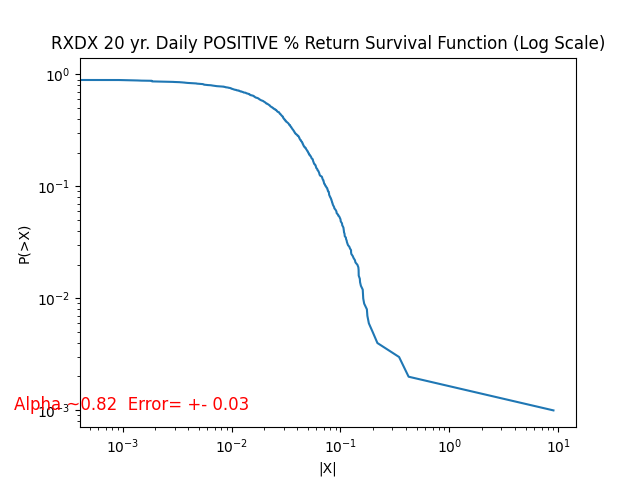 RXDX 20 yr. Daily POSITIVE % Return Survival Function (Log Scale)
10⁰
10⁻¹
10⁻²
10⁻³
P(>X)
Alpha ~0.82 Error= +- 0.03
10⁻³ 10⁻² 10⁻¹ 10⁰ 10¹
|X|